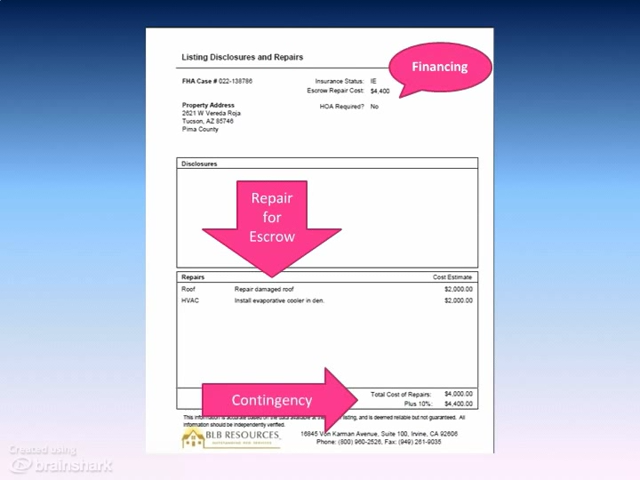 Listing Disclosures and Repairs
Financing
FHA Case # 022-138786
Insurance Status: IE
Escrow Repair Cost: $4,400
HOA Required? No
Property Address
2621 W Vereda Roja
Tucson, AZ 85746
Pima County
Disclosures
Repair
for
Escrow
Repairs Cost Estimate
Roof Repair damaged roof $2,000.00
HVAC Install evaporative cooler in den. $2,000.00
Contingency
Total Cost of Repairs: $4,000.00
Plus 10%: $4,400.00
This information is accurate based on the data available at the listing, and is deemed reliable but not guaranteed. All
information should be independently verified.
BLB RESOURCES
16845 Von Karman Avenue, Suite 100, Irvine, CA 92606
Phone: (800) 960-2526, Fax: (949) 261-9035
Created using
brainshark